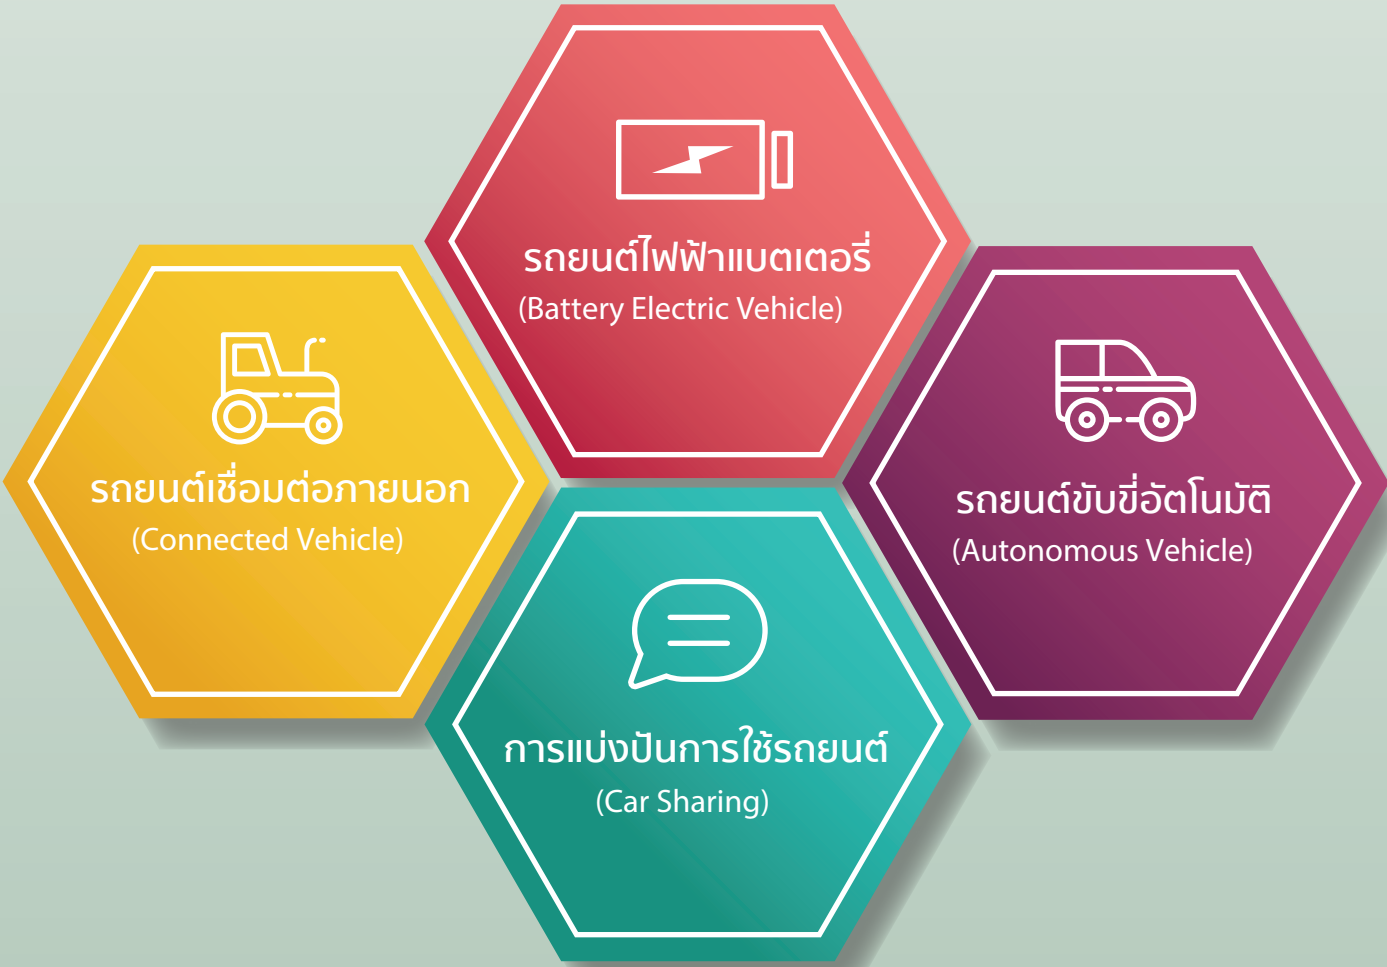 รถยนต์ไฟฟ้าแบตเตอรี่
(Battery Electric Vehicle)
รถยนต์เชื่อมต่อภายนอก
(Connected Vehicle)
รถยนต์ขับขี่อัตโนมัติ
(Autonomous Vehicle)
การแบ่งปันการใช้รถยนต์
(Car Sharing)